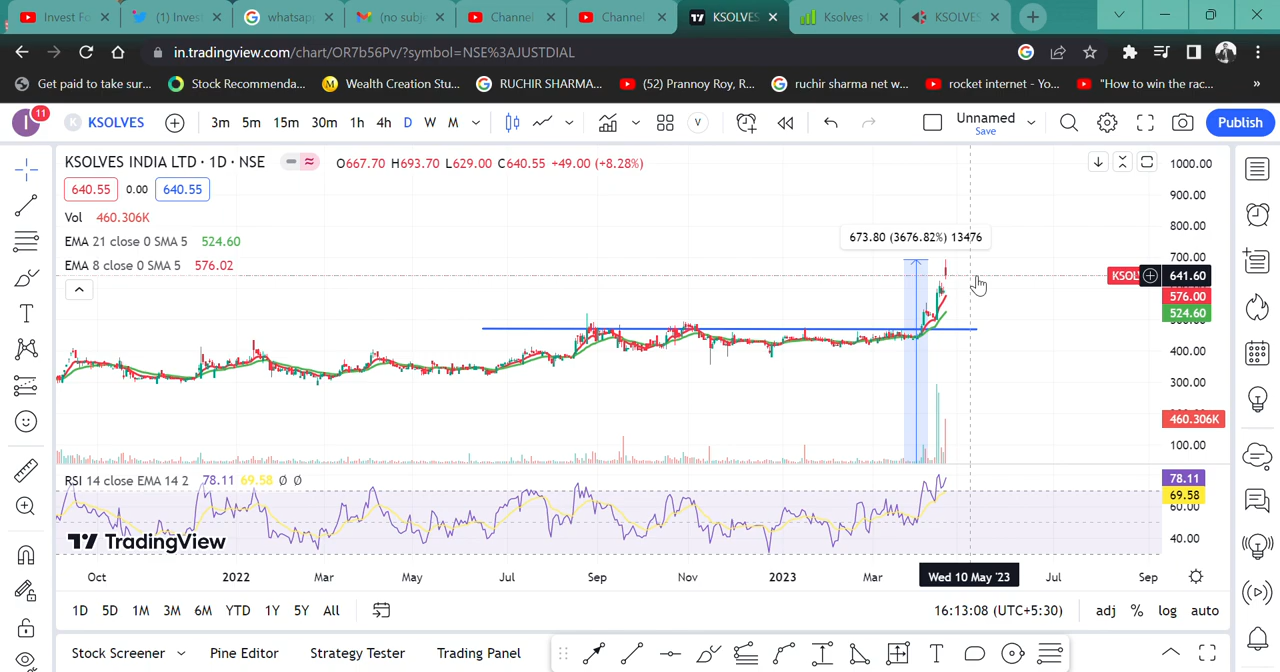 Invest Fo
(1) Invest
whatsapp
(no subje
Channel
Channel
KSOLVES
Ksolves I
KSOLVES
in.tradingview.com/chart/OR7b56Pv/?symbol=NSE%3AJUSTDIAL
Get paid to take sur...
Stock Recommenda...
Wealth Creation Stu...
RUCHIR SHARMA...
(52) Prannoy Roy, R...
ruchir sharma net w...
rocket internet - Yo...
"How to win the rac...
»
I 11 K KSOLVES 3m 5m 15m 30m 1h 4h D W M V Unnamed Save Publish
KSOLVES INDIA LTD · 1D · NSE O667.70 H693.70 L629.00 C640.55 +49.00 (+8.28%)
640.55 0.00 640.55
Vol 460.306K
EMA 21 close 0 SMA 5 524.60
EMA 8 close 0 SMA 5 576.02
673.80 (3676.82%) 13476
1000.00
900.00
800.00
700.00
KSOL 641.60
576.00
524.60
400.00
300.00
460.306K
100.00
RSI 14 close EMA 14 2 78.11 69.58 Ø Ø
78.11
69.58
60.00
40.00
TradingView
Oct 2022 Mar May Jul Sep Nov 2023 Mar Wed 10 May '23 Jul Sep
1D 5D 1M 3M 6M YTD 1Y 5Y All 16:13:08 (UTC+5:30) adj % log auto
Stock Screener Pine Editor Strategy Tester Trading Panel